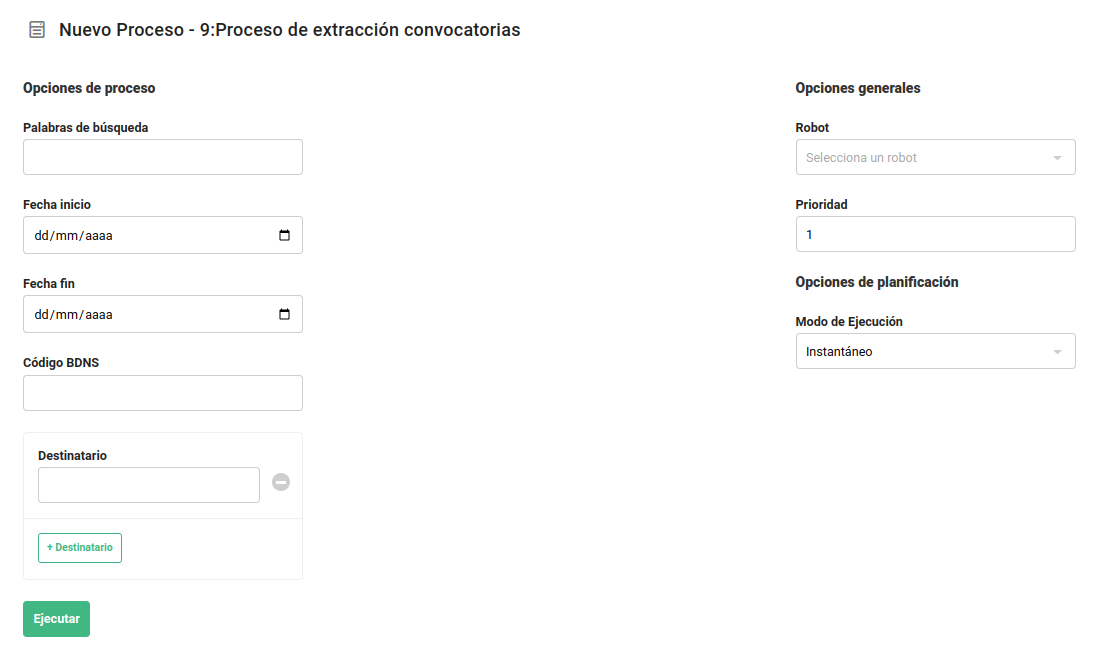 Nuevo Proceso - 9:Proceso de extracción convocatorias
Opciones de proceso
Palabras de búsqueda
Fecha inicio
dd/mm/aaaa
Fecha fin
dd/mm/aaaa
Código BDNS
Destinatario
+ Destinatario
Ejecutar
Opciones generales
Robot
Selecciona un robot
Prioridad
1
Opciones de planificación
Modo de Ejecución
Instantáneo